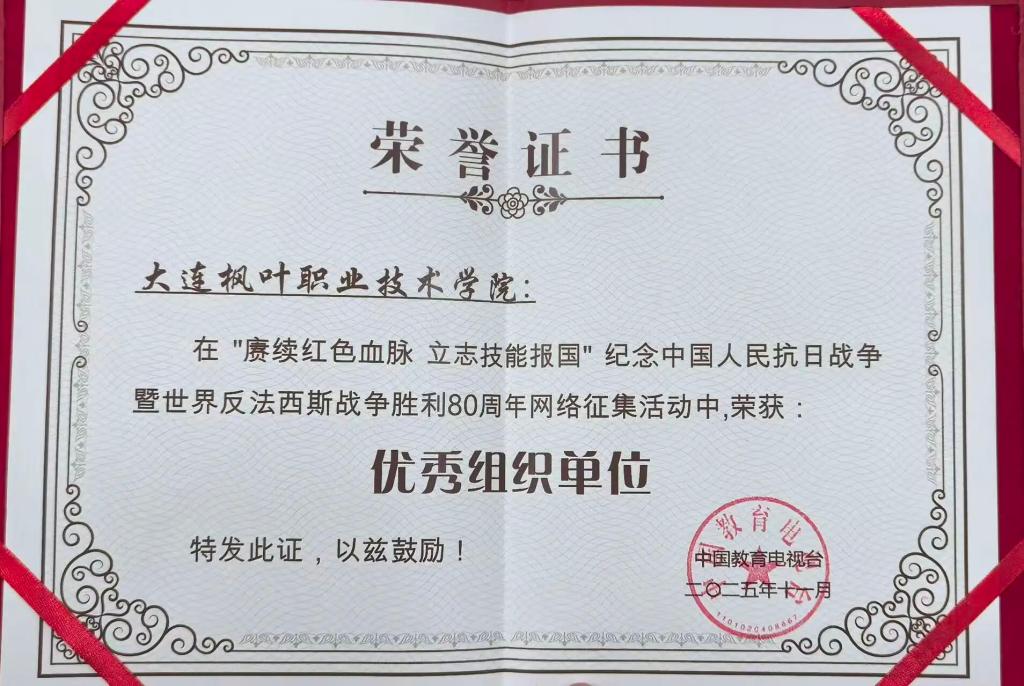 荣誉证书
大连枫叶职业技术学院：
在 "赓续红色血脉 立志技能报国" 纪念中国人民抗日战争
暨世界反法西斯战争胜利80周年网络征集活动中,荣获：
优秀组织单位
特发此证，以兹鼓励！
中国教育电视台
二〇二五年十一月